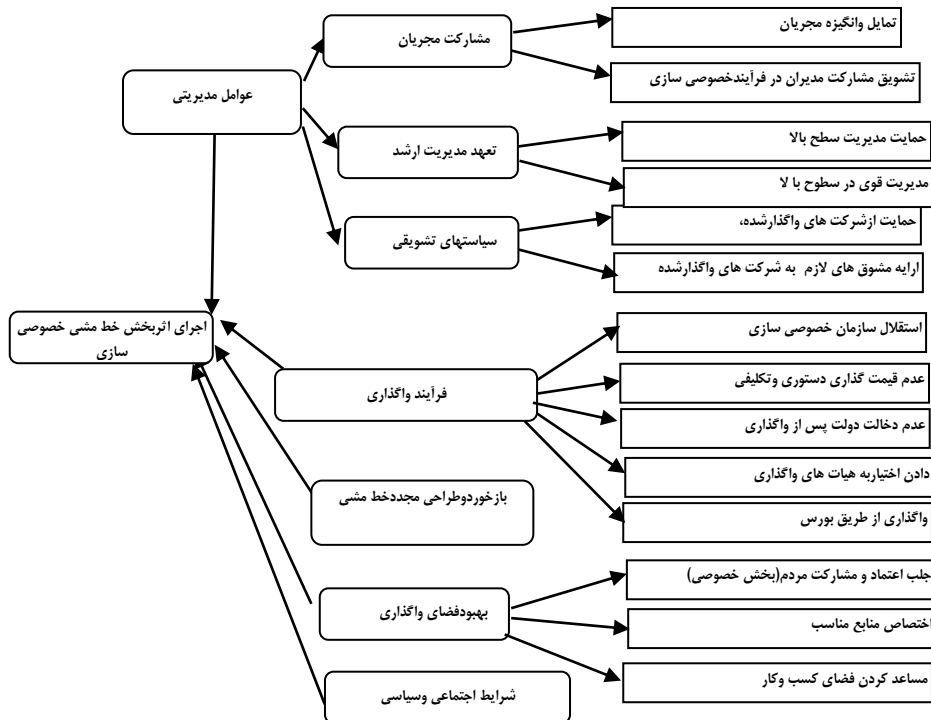 مشارکت مجریان
تمایل وانگیزه مجریان
تشویق مشارکت مدیران در فرآیندخصوصی سازی
عوامل مدیریتی
تعهد مدیریت ارشد
حمایت مدیریت سطح بالا
مدیریت قوی در سطوح با لا
سیاستهای تشویقی
حمایت ازشرکت های واگذارشده،
ارایه مشوق های لازم به شرکت های واگذارشده
اجرای اثربخش خط مشی خصوصی
سازی
فرآیند واگذاری
استقلال سازمان خصوصی سازی
عدم قیمت گذاری دستوری وتکلیفی
عدم دخالت دولت پس از واگذاری
دادن اختیاربه هیات های واگذاری
واگذاری از طریق بورس
بازخوردوطراحی مجددخط مشی
بهبودفضای واگذاری
جلب اعتماد و مشارکت مردم(بخش خصوصی)
اختصاص منابع مناسب
مساعد کردن فضای کسب وکار
شرایط اجتماعی وسیاسی